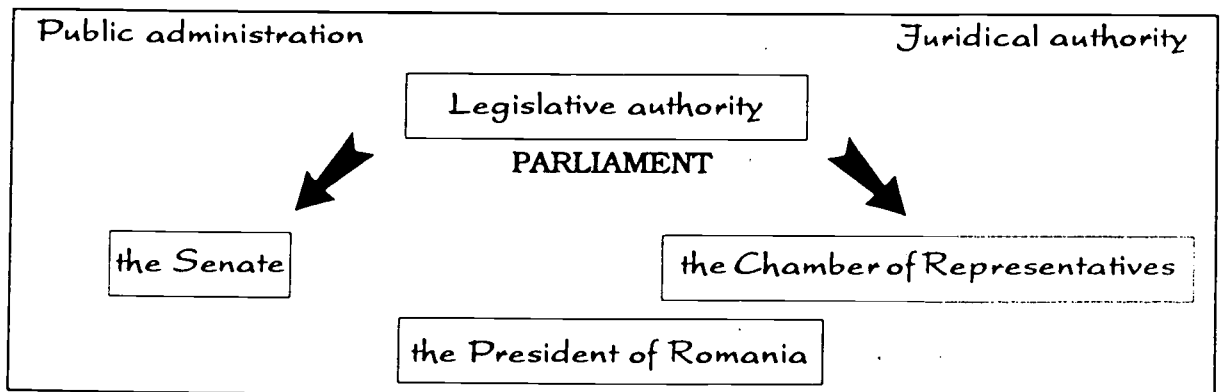 Public administration
Juridical authority
Legislative authority
PARLIAMENT
the Senate
the Chamber of Representatives
the President of Romania